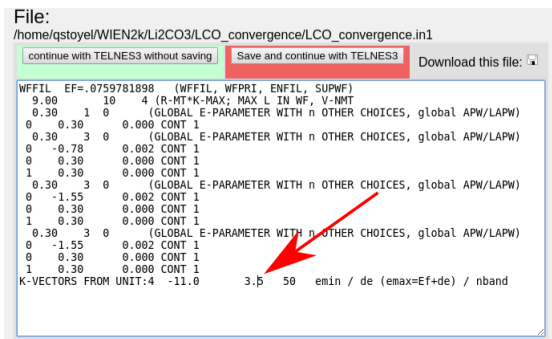 File:
/home/qstoyel/WIEN2k/Li2CO3/LCO_convergence/LCO_convergence.in1
continue with TELNES3 without saving Save and continue with TELNES3 Download this file:
WFFIL EF=.0759781898 (WFFIL, WFPRI, ENFIL, SUPWF)
9.00 10 4 (R-MT*K-MAX; MAX L IN WF, V-NMT
0.30 1 0 (GLOBAL E-PARAMETER WITH n OTHER CHOICES, global APW/LAPW)
0 0.30 0.000 CONT 1
0.30 3 0 (GLOBAL E-PARAMETER WITH n OTHER CHOICES, global APW/LAPW)
0 -0.78 0.002 CONT 1
0 0.30 0.000 CONT 1
1 0.30 0.000 CONT 1
0.30 3 0 (GLOBAL E-PARAMETER WITH n OTHER CHOICES, global APW/LAPW)
0 -1.55 0.002 CONT 1
0 0.30 0.000 CONT 1
1 0.30 0.000 CONT 1
0.30 3 0 (GLOBAL E-PARAMETER WITH n OTHER CHOICES, global APW/LAPW)
0 -1.55 0.002 CONT 1
0 0.30 0.000 CONT 1
1 0.30 0.000 CONT 1
K-VECTORS FROM UNIT:4 -11.0 3.5 50 emin / de (emax=Ef+de) / nband